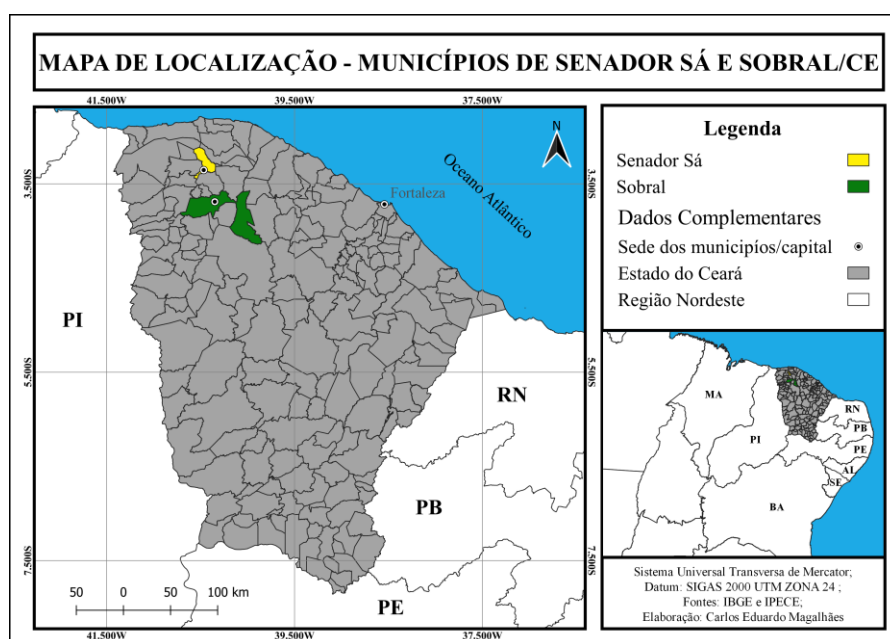 MAPA DE LOCALIZAÇÃO - MUNICÍPIOS DE SENADOR SÁ E SOBRAL/CE
41.500W 39.500W 37.500W
3.500S
5.500S
7.500S
N
Oceano Atlântico
Fortaleza
PI
RN
PB
PE
50 0 50 100 km
41.500W 39.500W 37.500W
3.500S
5.500S
7.500S
Legenda
Senador Sá
Sobral
Dados Complementares
Sede dos municipíos/capital
Estado do Ceará
Região Nordeste
MA
PI
RN
PB
PE
AL
SE
BA
Sistema Universal Transversa de Mercator;
Datum: SIGAS 2000 UTM ZONA 24 ;
Fontes: IBGE e IPECE;
Elaboração: Carlos Eduardo Magalhães